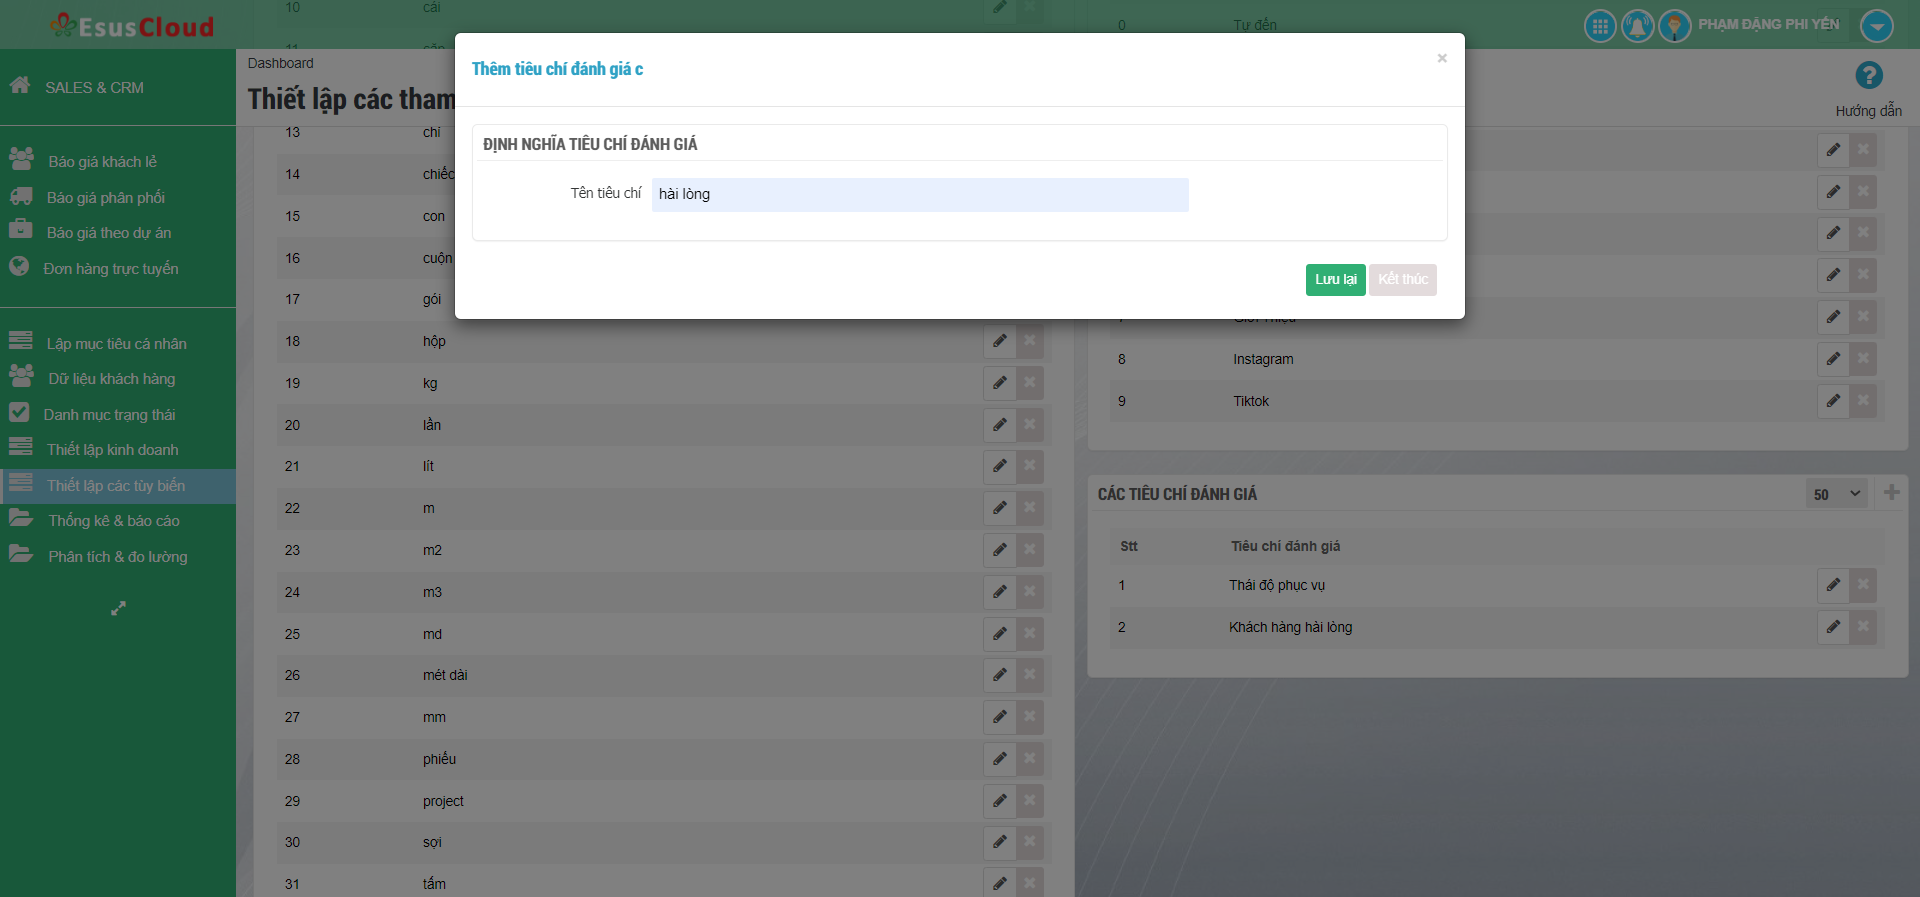 EsusCloud
SALES & CRM
Báo giá khách lẻ
Báo giá phân phối
Báo giá theo dự án
Đơn hàng trực tuyến
Lập mục tiêu cá nhân
Dữ liệu khách hàng
Danh mục trạng thái
Thiết lập kinh doanh
Thiết lập các tùy biến
Thống kê & báo cáo
Phân tích & đo lường
PHẠM ĐẶNG PHI YẾN
Dashboard
Thiết lập các tham
Hướng dẫn
10 cái
11
13 chỉ
14 chiếc
15 con
16 cuộn
17 gói
18 hộp
19 kg
20 lần
21 lít
22 m
23 m2
24 m3
25 md
26 mét dài
27 mm
28 phiếu
29 project
30 sợi
31 tấm
0 Tự đến
Giới Thiệu
8 Instagram
9 Tiktok
CÁC TIÊU CHÍ ĐÁNH GIÁ
50
Stt Tiêu chí đánh giá
1 Thái độ phục vụ
2 Khách hàng hài lòng
Thêm tiêu chí đánh giá c
×
ĐỊNH NGHĨA TIÊU CHÍ ĐÁNH GIÁ
Tên tiêu chí hài lòng
Lưu lại Kết thúc